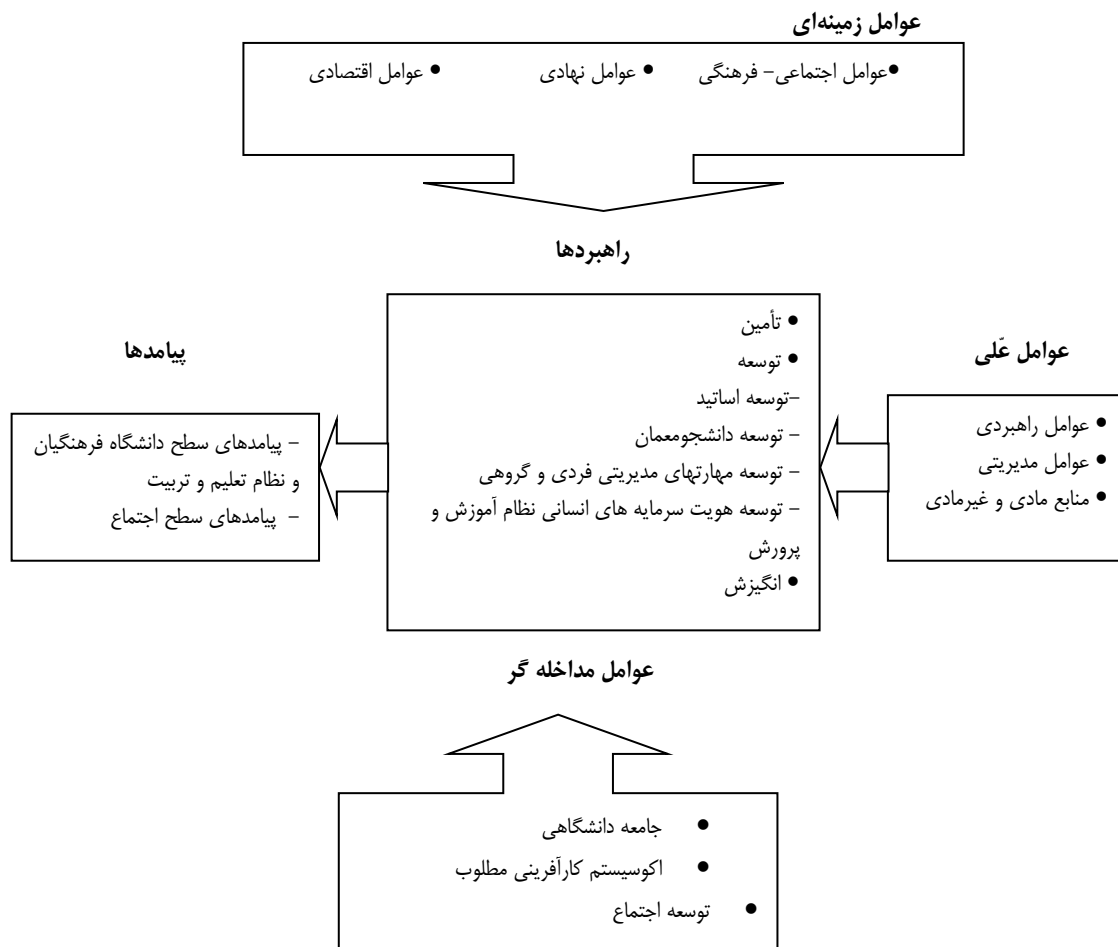 عوامل زمینه‌ای
●عوامل اجتماعی- فرهنگی ● عوامل نهادی ● عوامل اقتصادی
راهبردها
● تأمین
● توسعه
-توسعه اساتید
- توسعه دانشجومعمان
- توسعه مهارتهای مدیریتی فردی و گروهی
- توسعه هویت سرمایه های انسانی نظام آموزش و
پرورش
● انگیزش
عوامل عّلی
● عوامل راهبردی
● عوامل مدیریتی
● منابع مادی و غیرمادی
پیامدها
- پیامدهای سطح دانشگاه فرهنگیان
و نظام تعلیم و تربیت
- پیامدهای سطح اجتماع
عوامل مداخله گر
● جامعه دانشگاهی
● اکوسیستم کارآفرینی مطلوب
● توسعه اجتماع